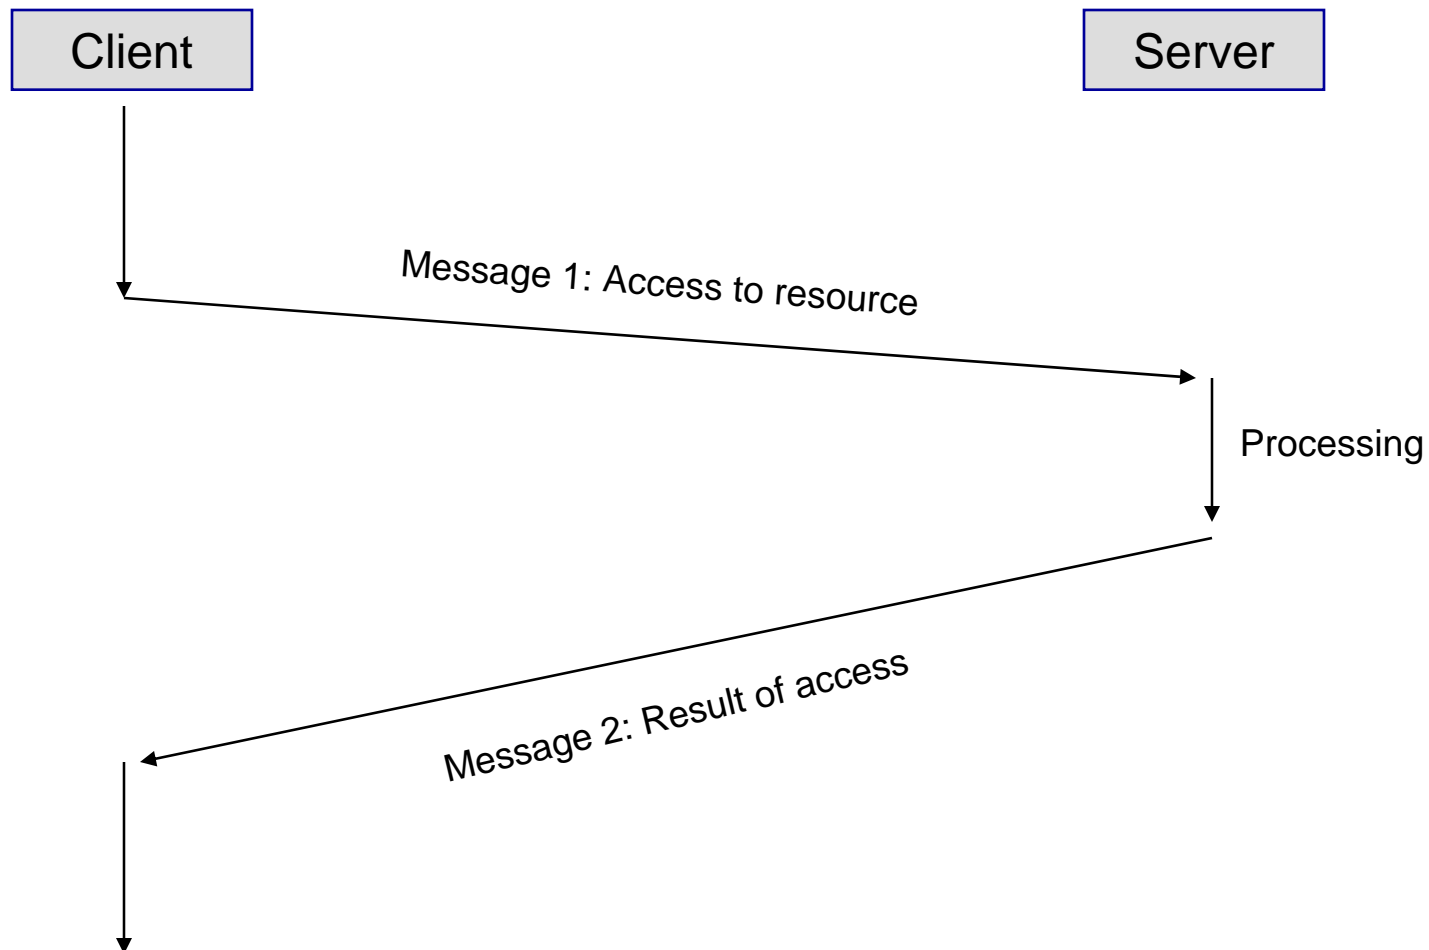 Client
Server
Message 1: Access to resource
Processing
Message 2: Result of access